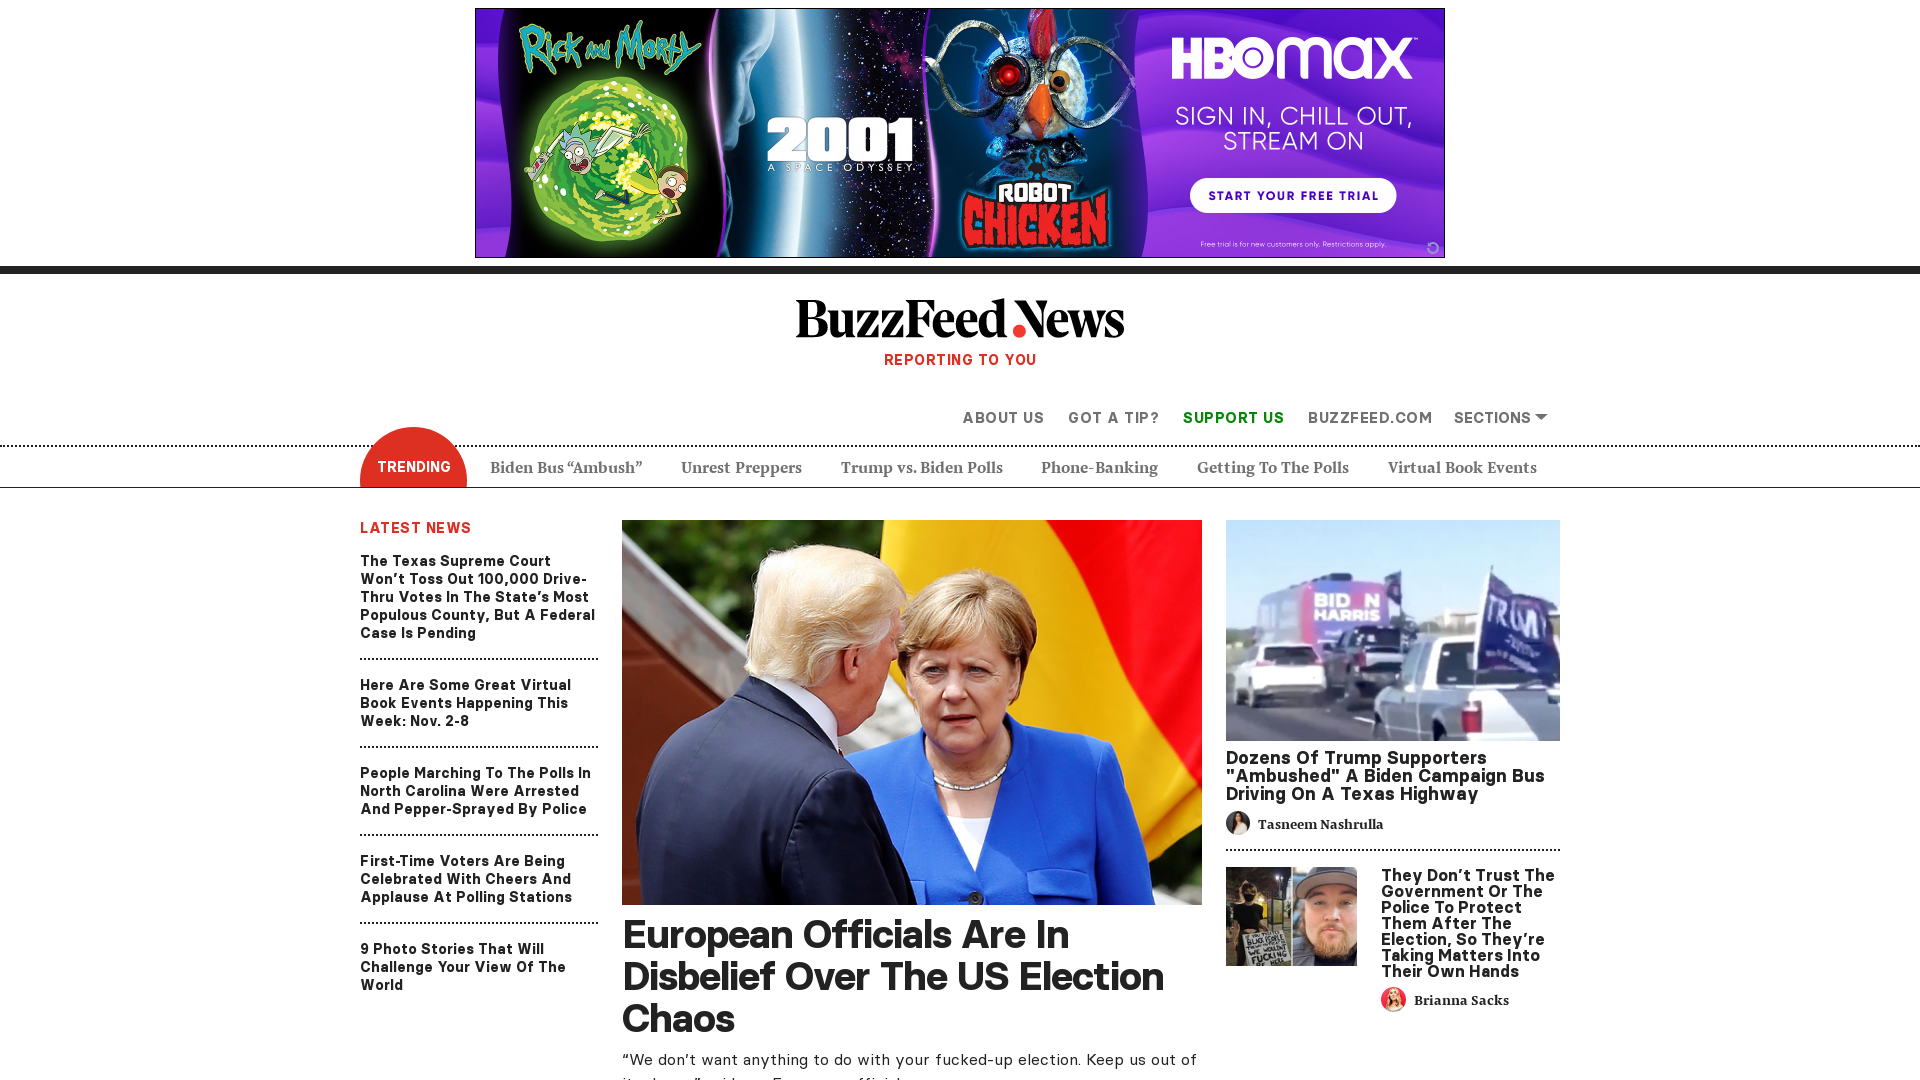 Rick and Morty
2001
A SPACE ODYSSEY
ROBOT
CHICKEN
HBOMAX
SIGN IN, CHILL OUT,
STREAM ON
START YOUR FREE TRIAL
Free trial is for new customers only. Restrictions apply.
BuzzFeed News
REPORTING TO YOU
ABOUT US
GOT A TIP?
SUPPORT US
BUZZFEED.COM
SECTIONS
TRENDING
Biden Bus “Ambush”
Unrest Preppers
Trump vs. Biden Polls
Phone-Banking
Getting To The Polls
Virtual Book Events
LATEST NEWS
The Texas Supreme Court
Won’t Toss Out 100,000 Drive-
Thru Votes In The State’s Most
Populous County, But A Federal
Case Is Pending
Here Are Some Great Virtual
Book Events Happening This
Week: Nov. 2-8
People Marching To The Polls In
North Carolina Were Arrested
And Pepper-Sprayed By Police
First-Time Voters Are Being
Celebrated With Cheers And
Applause At Polling Stations
9 Photo Stories That Will
Challenge Your View Of The
World
European Officials Are In
Disbelief Over The US Election
Chaos
“We don’t want anything to do with your fucked-up election. Keep us out of
BID N
HARRIS
TRUM
Dozens Of Trump Supporters
"Ambushed" A Biden Campaign Bus
Driving On A Texas Highway
Tasneem Nashrulla
BLACK PEOPLE
FUCKING
They Don’t Trust The
Government Or The
Police To Protect
Them After The
Election, So They’re
Taking Matters Into
Their Own Hands
Brianna Sacks